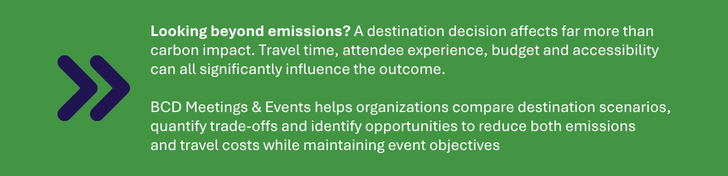 Looking beyond emissions? A destination decision affects far more than
carbon impact. Travel time, attendee experience, budget and accessibility
can all significantly influence the outcome.
BCD Meetings & Events helps organizations compare destination scenarios,
quantify trade-offs and identify opportunities to reduce both emissions
and travel costs while maintaining event objectives